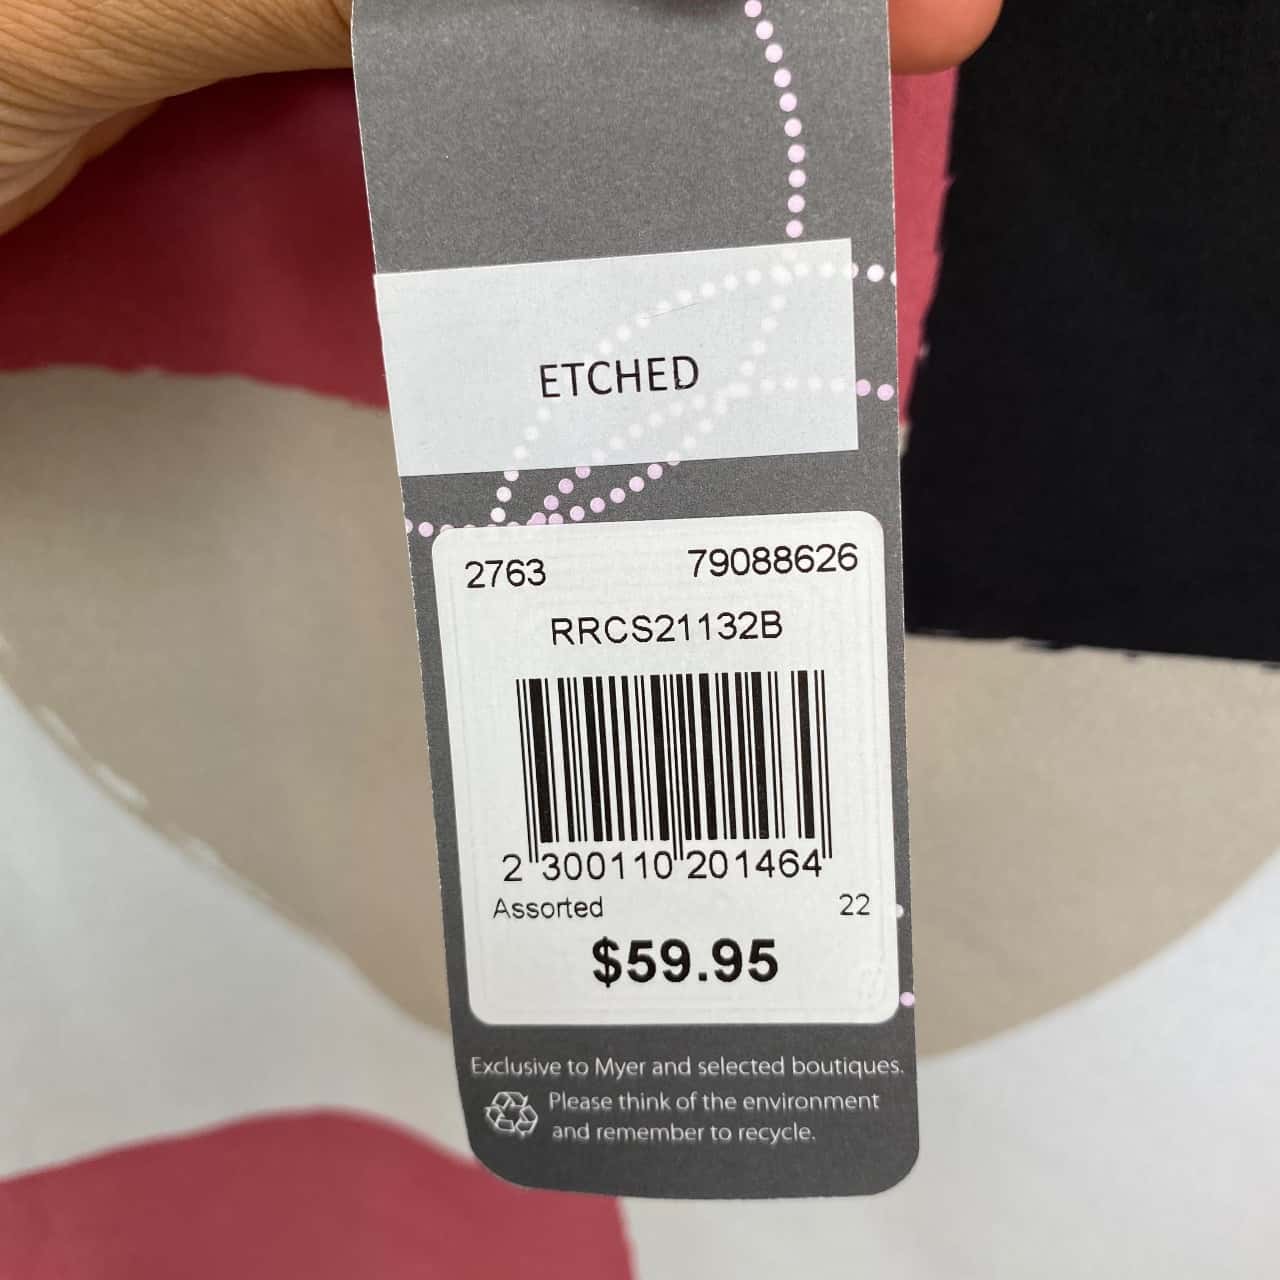 ETCHED
2763 79088626
RRCS21132B
2 300110 201464
Assorted 22
$59.95
Exclusive to Myer and selected boutiques.
Please think of the environment
and remember to recycle.